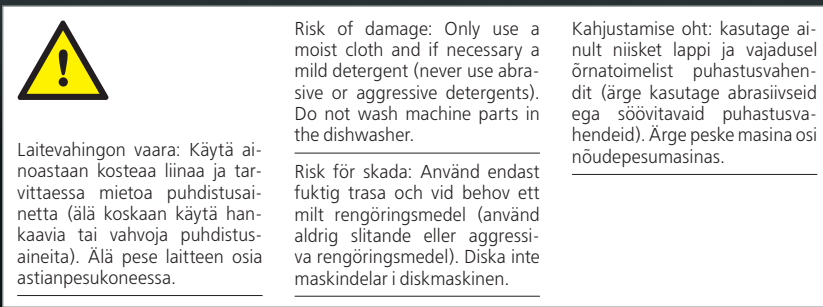 Laitevahingon vaara: Käytä ai-
noastaan kosteaa liinaa ja tar-
vittaessa mietoa puhdistusai-
netta (älä koskaan käytä han-
kaavia tai vahvoja puhdistus-
aineita). Älä pese laitteen osia
astianpesukoneessa.
Risk of damage: Only use a
moist cloth and if necessary a
mild detergent (never use abra-
sive or aggressive detergents).
Do not wash machine parts in
the dishwasher.
Risk för skada: Använd endast
fuktig trasa och vid behov ett
milt rengöringsmedel (använd
aldrig slitande eller aggressi-
va rengöringsmedel). Diska inte
maskindelar i diskmaskinen.
Kahjustamise oht: kasutage ai-
nult niisket lappi ja vajadusel
õrnatoimelist puhastusvahen-
dit (ärge kasutage abrasiivseid
ega söövitavaid puhastusva-
hendeid). Ärge peske masina osi
nõudepesumasinas.